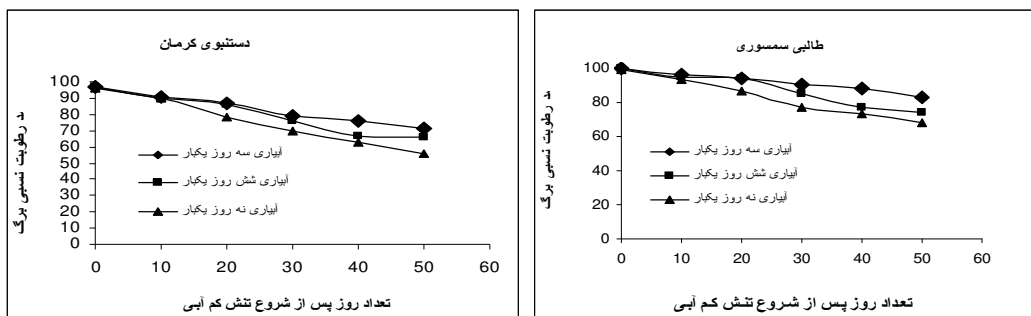 دستنبوی کرمان
د رطوبت نسبی برگ
100
90
80
70
60
50
40
30
20
10
0
آبیاری سه روز یکبار
آبیاری شش روز یکبار
آبیاری نه روز یکبار
0 10 20 30 40 50 60
تعداد روز پس از شروع تنش کم آبی
طالبی سمسوری
د رطوبت نسبی برگ
100
80
60
40
20
0
آبیاری سه روز یکبار
آبیاری شش روز یکبار
آبیاری نه روز یکبار
0 10 20 30 40 50 60
تعداد روز پس از شروع تنش کم آبی